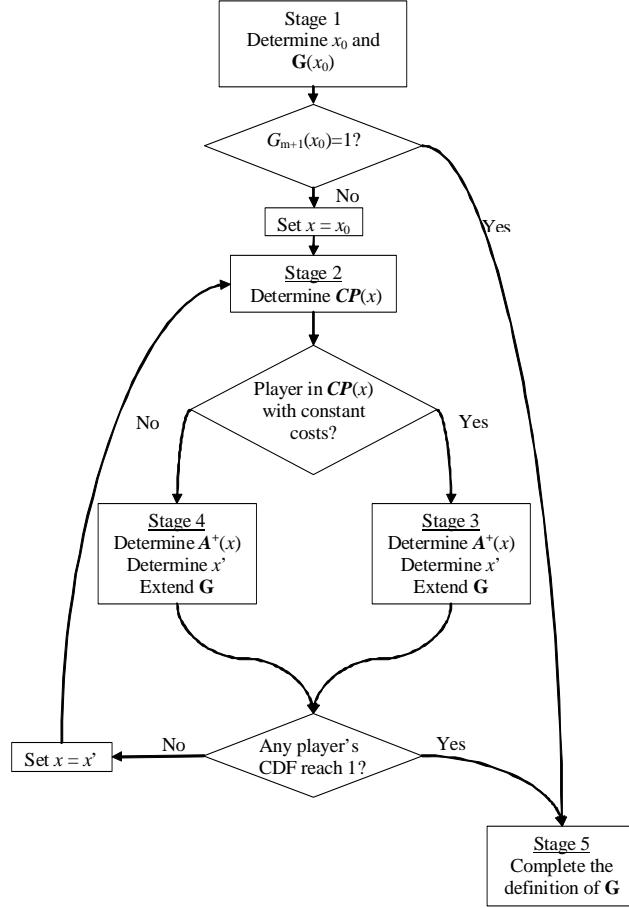 Stage 1
Determine x₀ and
G(x₀)
Gₘ₊₁(x₀)=1?
No
Yes
Set x = x₀
Stage 2
Determine CP(x)
Player in CP(x)
with constant
costs?
No
Yes
Stage 4
Determine A⁺(x)
Determine x’
Extend G
Stage 3
Determine A⁺(x)
Determine x’
Extend G
Any player’s
CDF reach 1?
No
Yes
Set x = x’
Stage 5
Complete the
definition of G